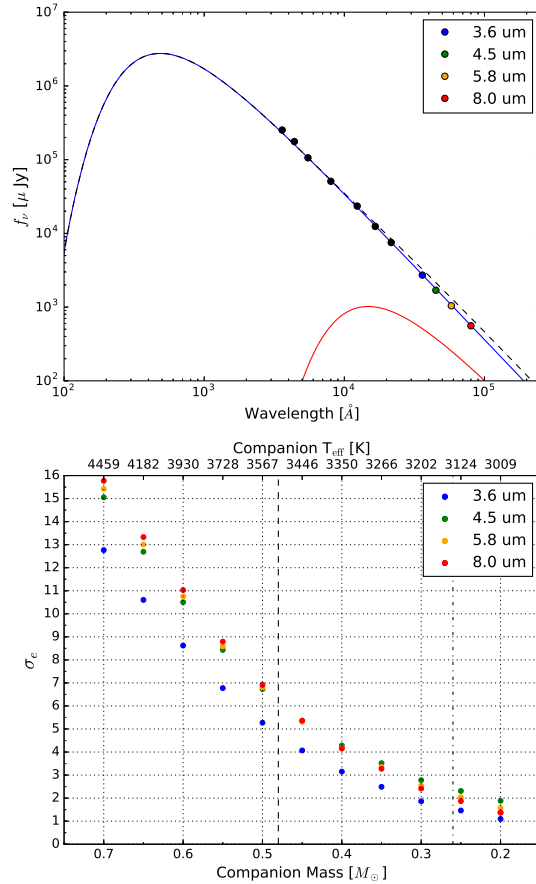 10^7
10^6
10^5
10^4
10^3
10^2
f_ν [μ Jy]
3.6 um
4.5 um
5.8 um
8.0 um
10^2 10^3 10^4 10^5
Wavelength [Å]
Companion T_eff [K]
4459 4182 3930 3728 3567 3446 3350 3266 3202 3124 3009
16
15
14
13
12
11
10
9
8
7
6
5
4
3
2
1
0
σ_e
3.6 um
4.5 um
5.8 um
8.0 um
0.7 0.6 0.5 0.4 0.3 0.2
Companion Mass [M_⊙]